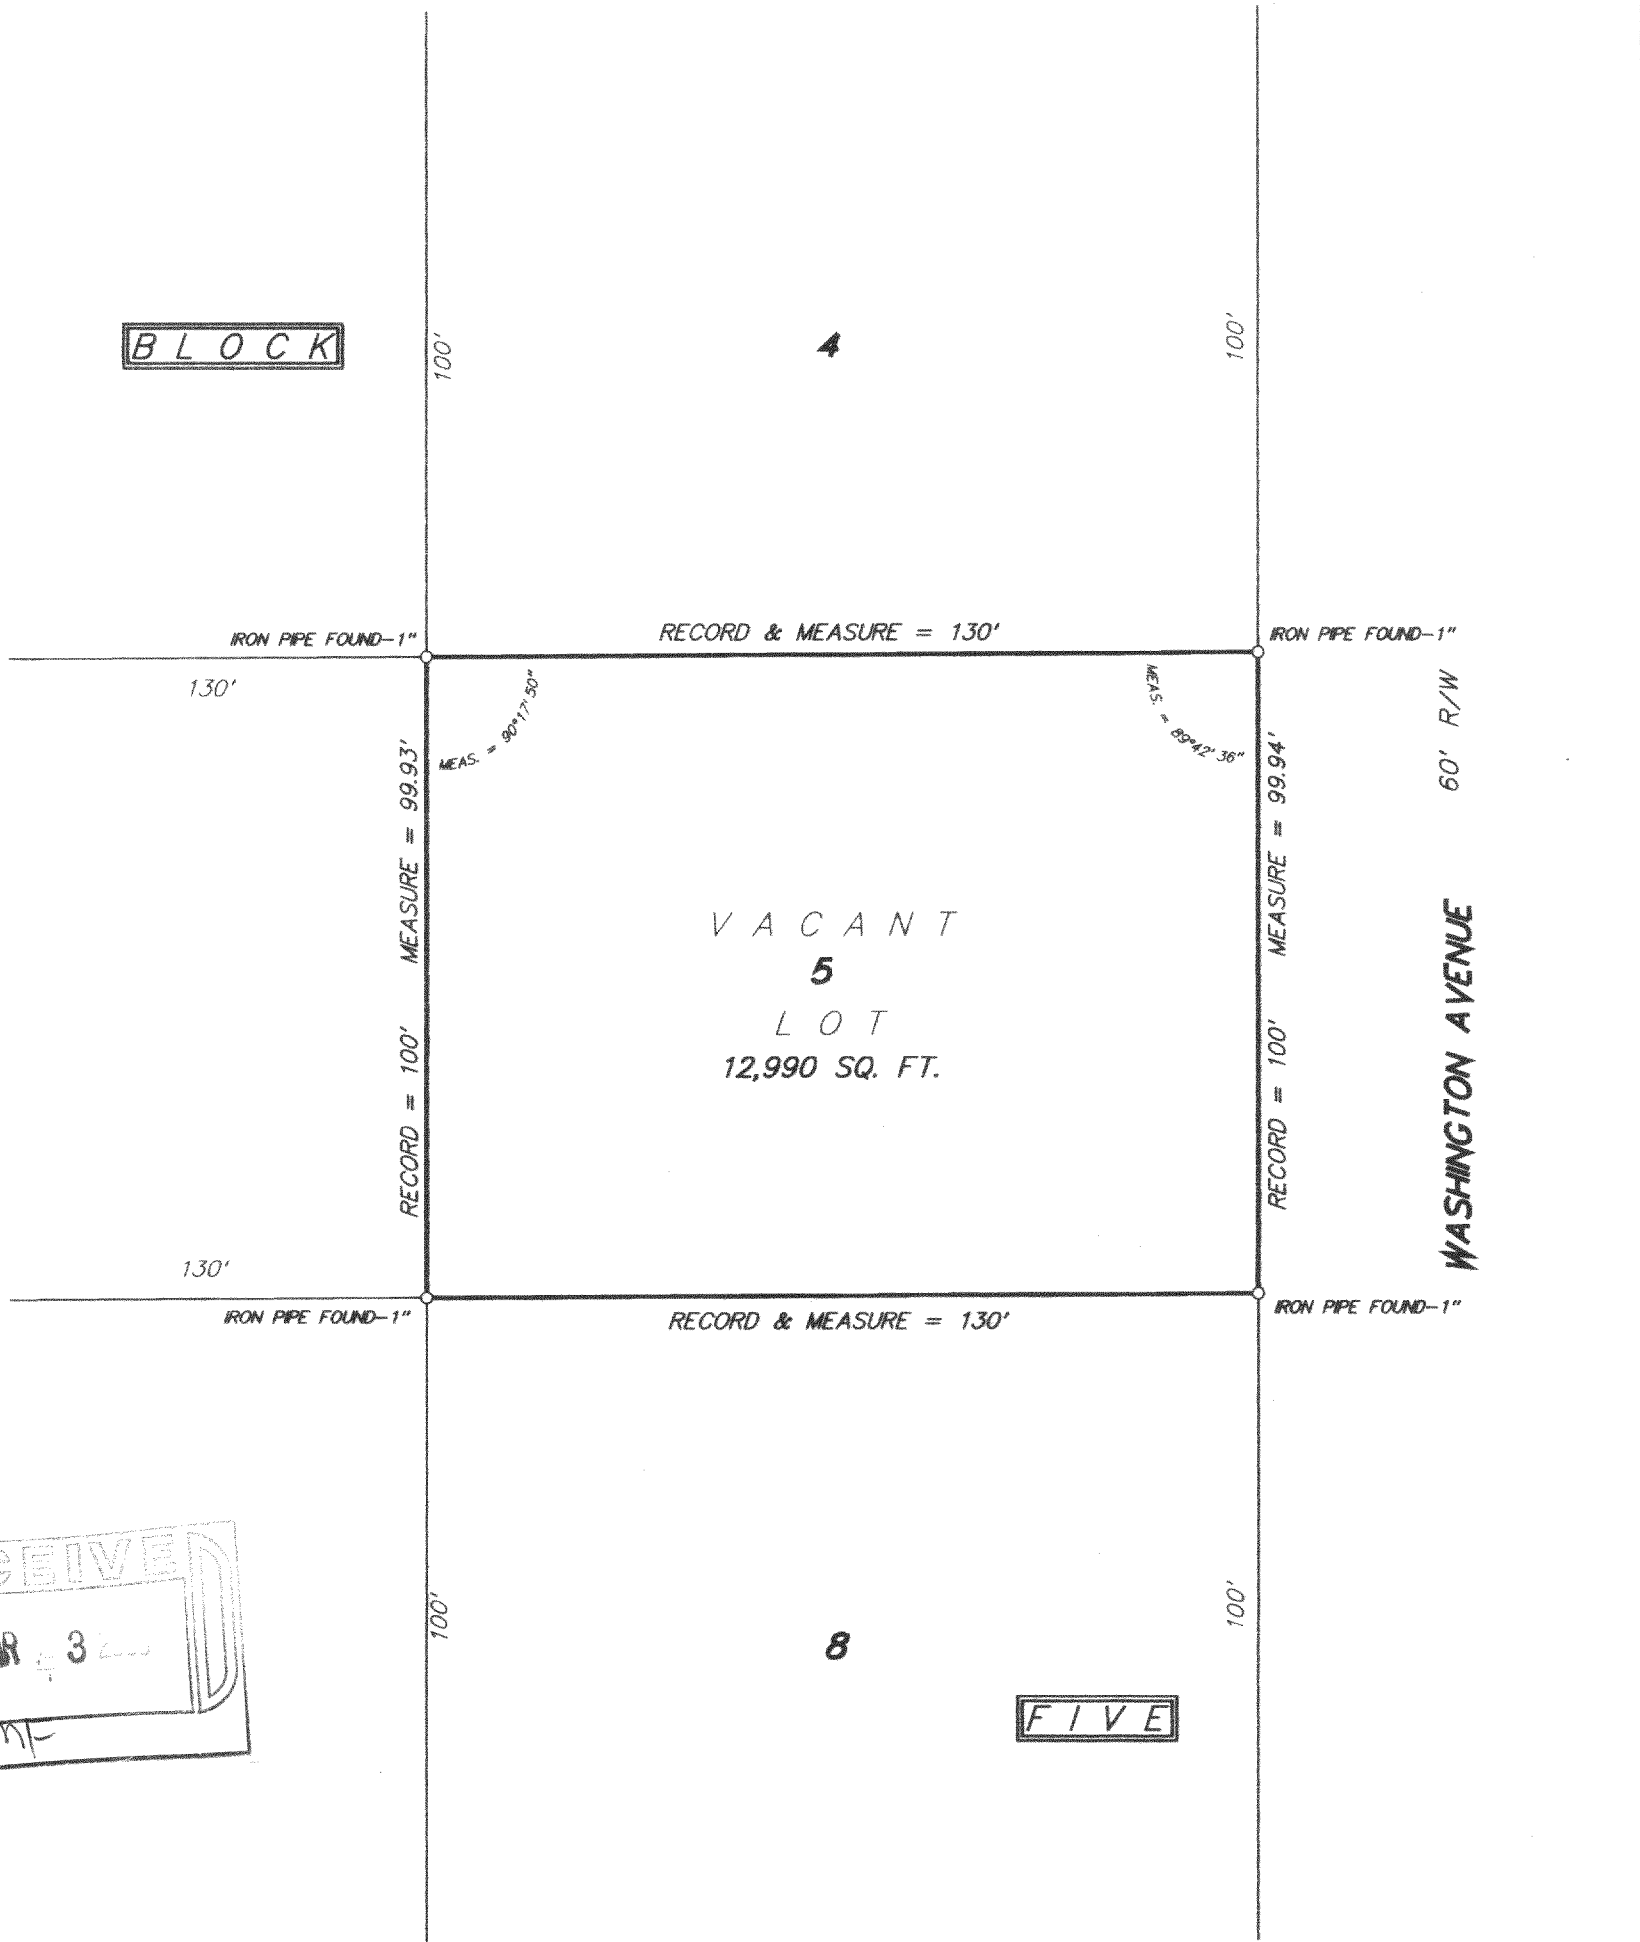 BLOCK
100'
4
100'
IRON PIPE FOUND-1"
RECORD & MEASURE = 130'
IRON PIPE FOUND-1"
130'
MEAS. = 90°17'50"
MEAS. = 89°42'36"
60' R/W
RECORD = 100' MEASURE = 99.93'
RECORD = 100' MEASURE = 99.94'
WASHINGTON AVENUE
VACANT
5
LOT
12,990 SQ. FT.
130'
IRON PIPE FOUND-1"
RECORD & MEASURE = 130'
IRON PIPE FOUND-1"
CEIVED
R - 3
100'
8
100'
FIVE